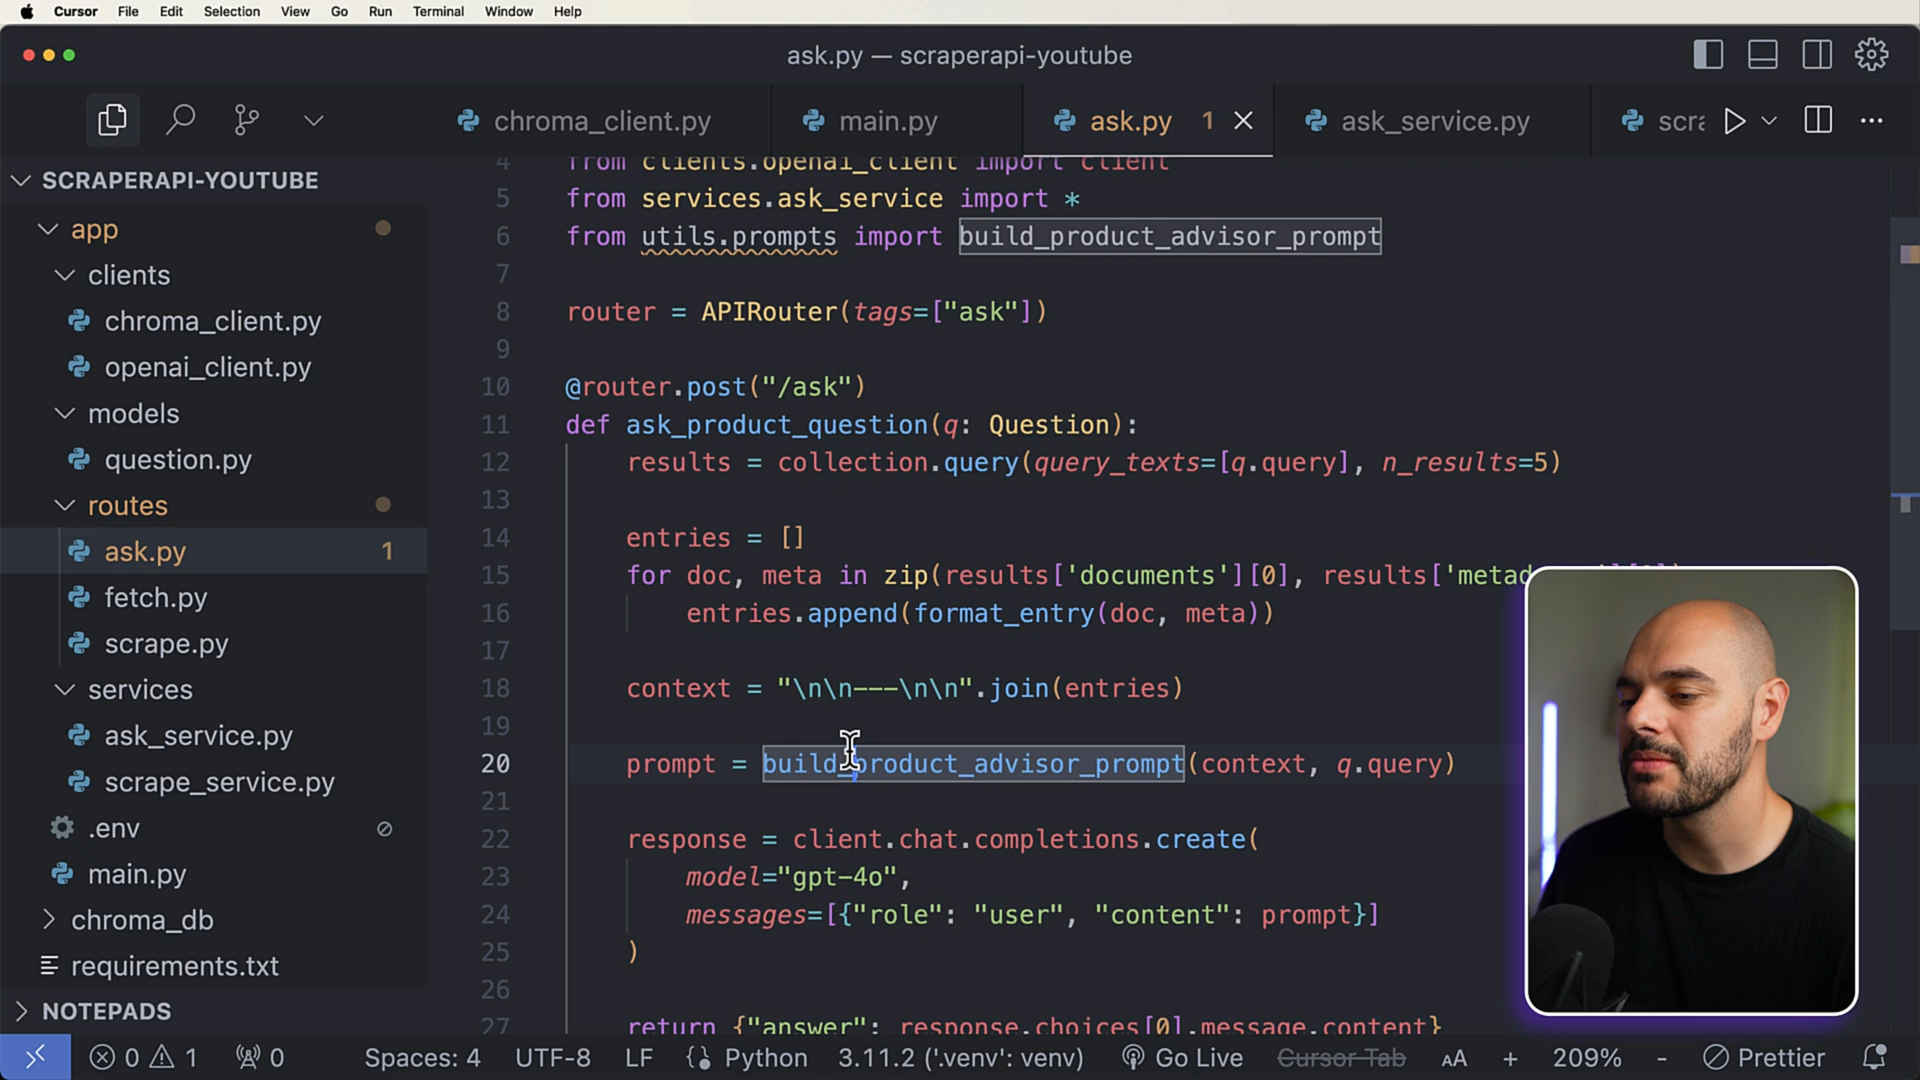 Cursor File Edit Selection View Go Run Terminal Window Help
ask.py — scraperapi-youtube
chroma_client.py
main.py
ask.py 1
ask_service.py
scra
SCRAPERAPI-YOUTUBE
app
clients
chroma_client.py
openai_client.py
models
question.py
routes
ask.py 1
fetch.py
scrape.py
services
ask_service.py
scrape_service.py
.env
main.py
chroma_db
requirements.txt
NOTEPADS
4 from clients.openai_client import client
5 from services.ask_service import *
6 from utils.prompts import build_product_advisor_prompt
7
8 router = APIRouter(tags=["ask"])
9
10 @router.post("/ask")
11 def ask_product_question(q: Question):
12 results = collection.query(query_texts=[q.query], n_results=5)
13
14 entries = []
15 for doc, meta in zip(results['documents'][0], results['metad
16 entries.append(format_entry(doc, meta))
17
18 context = "\n\n---\n\n".join(entries)
19
20 prompt = build_product_advisor_prompt(context, q.query)
21
22 response = client.chat.completions.create(
23 model="gpt-4o",
24 messages=[{"role": "user", "content": prompt}]
25 )
26
27 return {"answer": response.choices[0].message.content}
0 1 0 Spaces: 4 UTF-8 LF Python 3.11.2 ('.venv': venv) Go Live Cursor Tab AA + 209% - Prettier